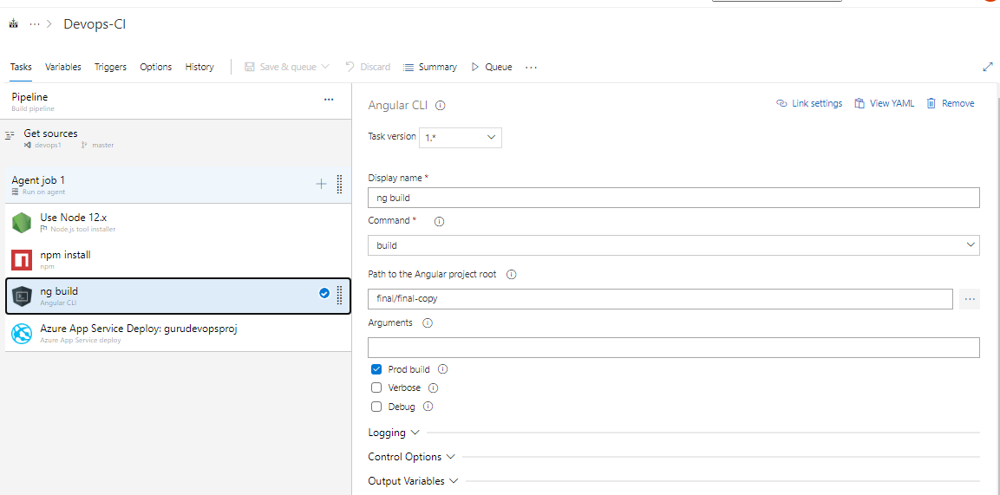 ··· > Devops-CI
Tasks Variables Triggers Options History Save & queue Discard Summary Queue ···
Pipeline ···
Build pipeline
Get sources
devops1 master
Agent job 1
Run on agent
Use Node 12.x
Node.js tool installer
npm install
npm
ng build
Angular CLI
Azure App Service Deploy: gurudevopsproj
Azure App Service deploy
Angular CLI
Link settings View YAML Remove
Task version 1.*
Display name *
ng build
Command *
build
Path to the Angular project root
final/final-copy ···
Arguments
Prod build
Verbose
Debug
Logging
Control Options
Output Variables